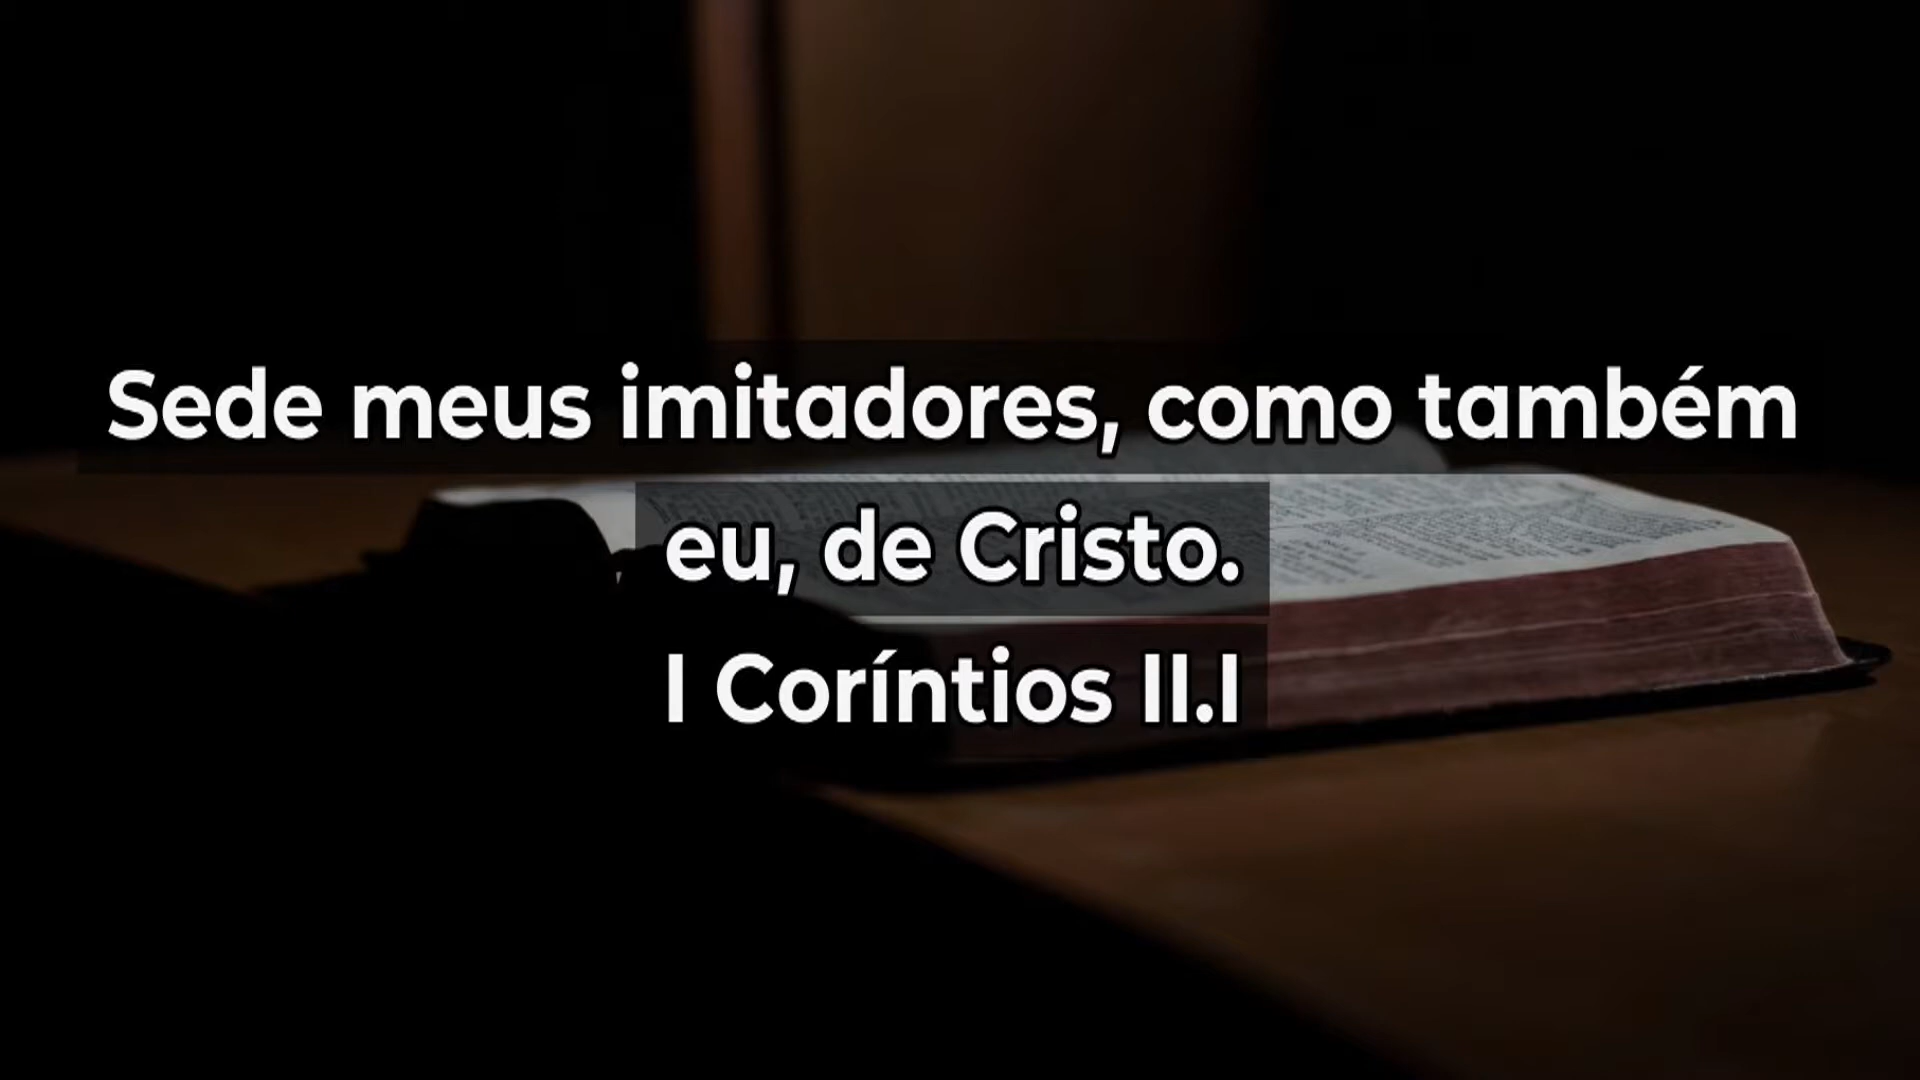 Sede meus imitadores, como também
eu, de Cristo.
I Coríntios II.I